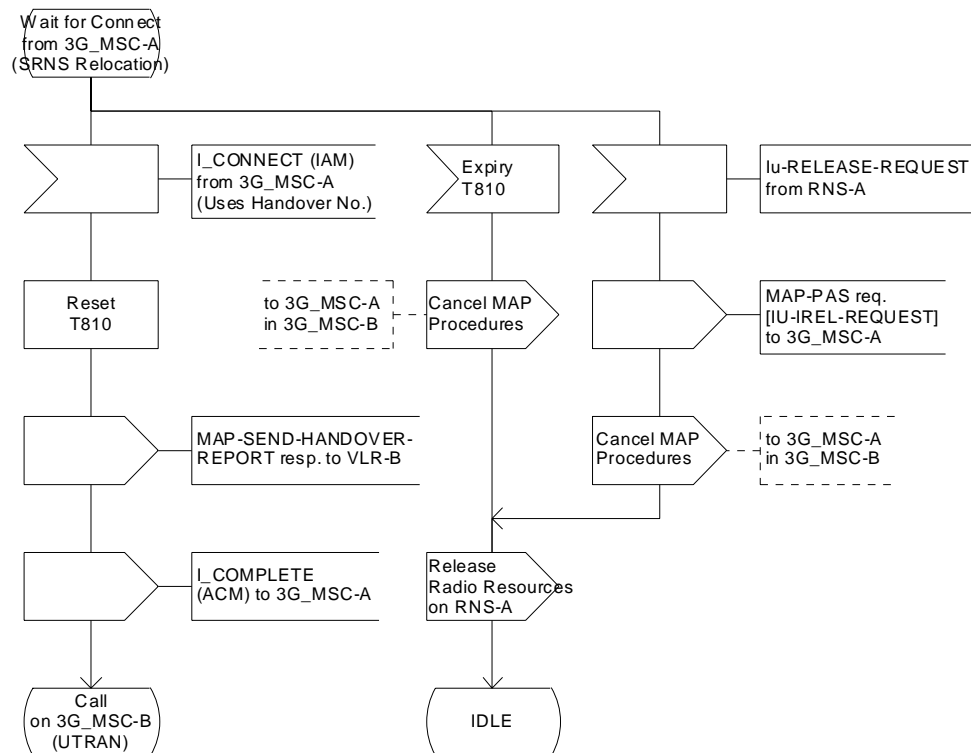 Wait for Connect
from 3G_MSC-A
(SRNS Relocation)
I_CONNECT (IAM)
from 3G_MSC-A
(Uses Handover No.)
Expiry
T810
Iu-RELEASE-REQUEST
from RNS-A
Reset
T810
to 3G_MSC-A
in 3G_MSC-B
Cancel MAP
Procedures
MAP-PAS req.
[IU-IREL-REQUEST]
to 3G_MSC-A
MAP-SEND-HANDOVER-
REPORT resp. to VLR-B
Cancel MAP
Procedures
to 3G_MSC-A
in 3G_MSC-B
I_COMPLETE
(ACM) to 3G_MSC-A
Release
Radio Resources
on RNS-A
Call
on 3G_MSC-B
(UTRAN)
IDLE